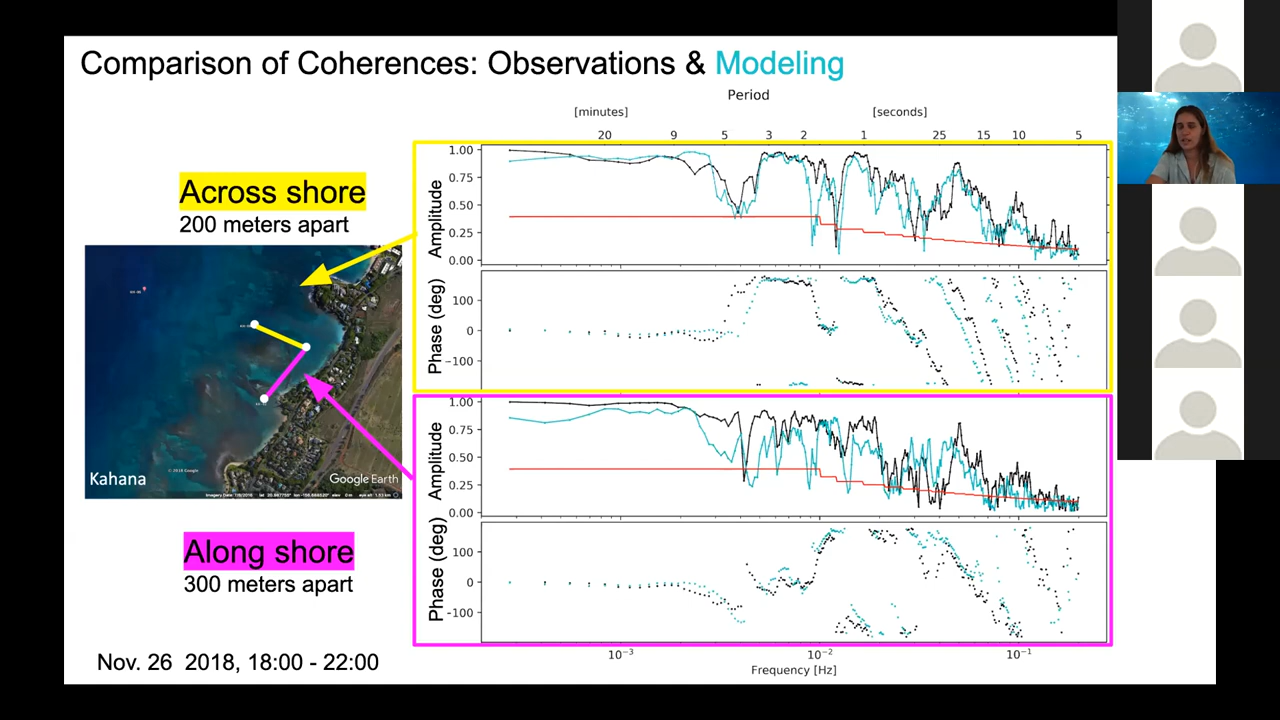 Comparison of Coherences: Observations & Modeling
Period
[minutes] [seconds]
20 9 5 3 2 1 25 15 10 5
Across shore
200 meters apart
1.00
0.75
0.50
0.25
0.00
Amplitude
100
0
-100
Phase (deg)
Kahana
© 2018 Google
Google Earth
Along shore
300 meters apart
1.00
0.75
0.50
0.25
0.00
Amplitude
100
0
-100
Phase (deg)
10⁻³ 10⁻² 10⁻¹
Frequency [Hz]
Nov. 26 2018, 18:00 - 22:00